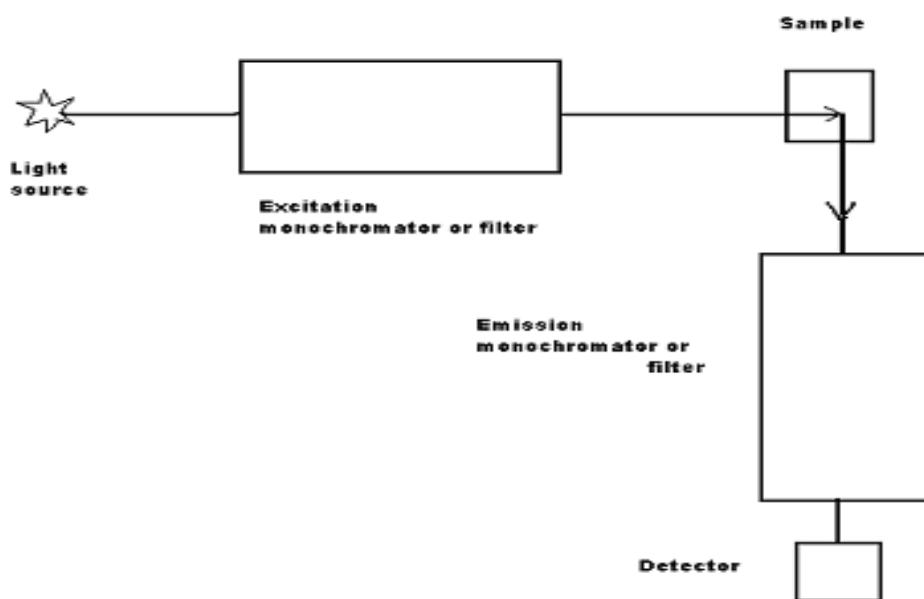 Sample
Light
source
Excitation
monochromator or filter
Emission
monochromator or
filter
Detector